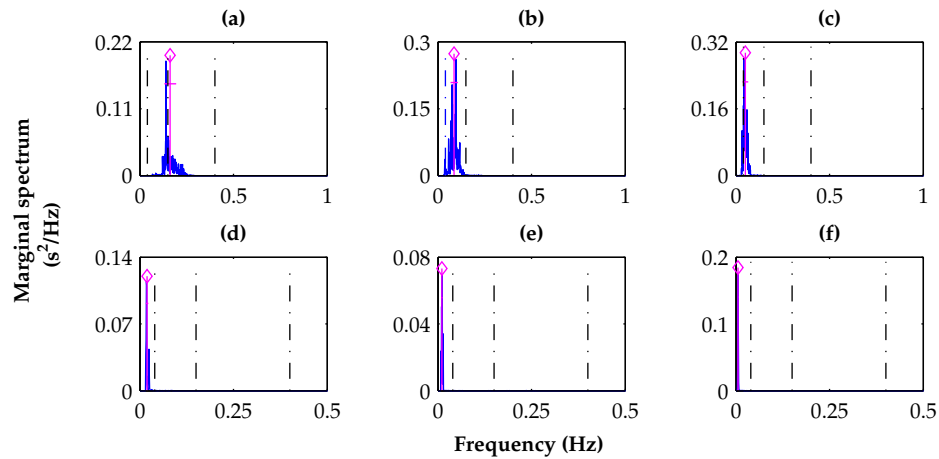 (a) (b) (c)
0.22 0.3 0.32
0.11 0.15 0.16
0 0 0
0 0.5 1 0 0.5 1 0 0.5 1
Marginal spectrum
(s²/Hz)
(d) (e) (f)
0.14 0.08 0.2
0.07 0.04 0.1
0 0 0
0 0.25 0.5 0 0.25 0.5 0 0.25 0.5
Frequency (Hz)